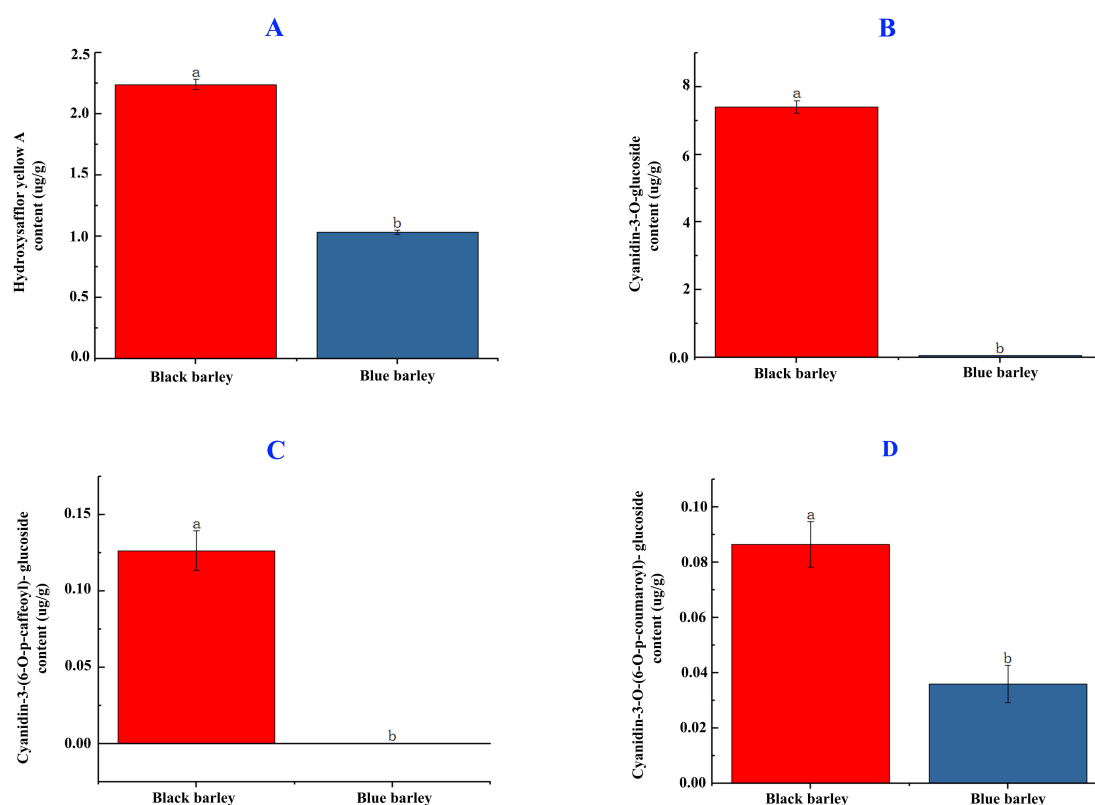 A
Hydroxysafflor yellow A
content (ug/g)
2.5
2.0
1.5
1.0
0.5
0.0
a
b
Black barley
Blue barley
B
Cyanidin-3-O-glucoside
content (ug/g)
8
6
4
2
0.0
a
b
Black barley
Blue barley
C
Cyanidin-3-(6-O-p-caffeoyl)- glucoside
content (ug/g)
0.15
0.10
0.05
0.00
a
b
Black barley
Blue barley
D
Cyanidin-3-O-(6-O-p-coumaroyl)- glucoside
content (ug/g)
0.10
0.08
0.06
0.04
0.02
0.00
a
b
Black barley
Blue barley